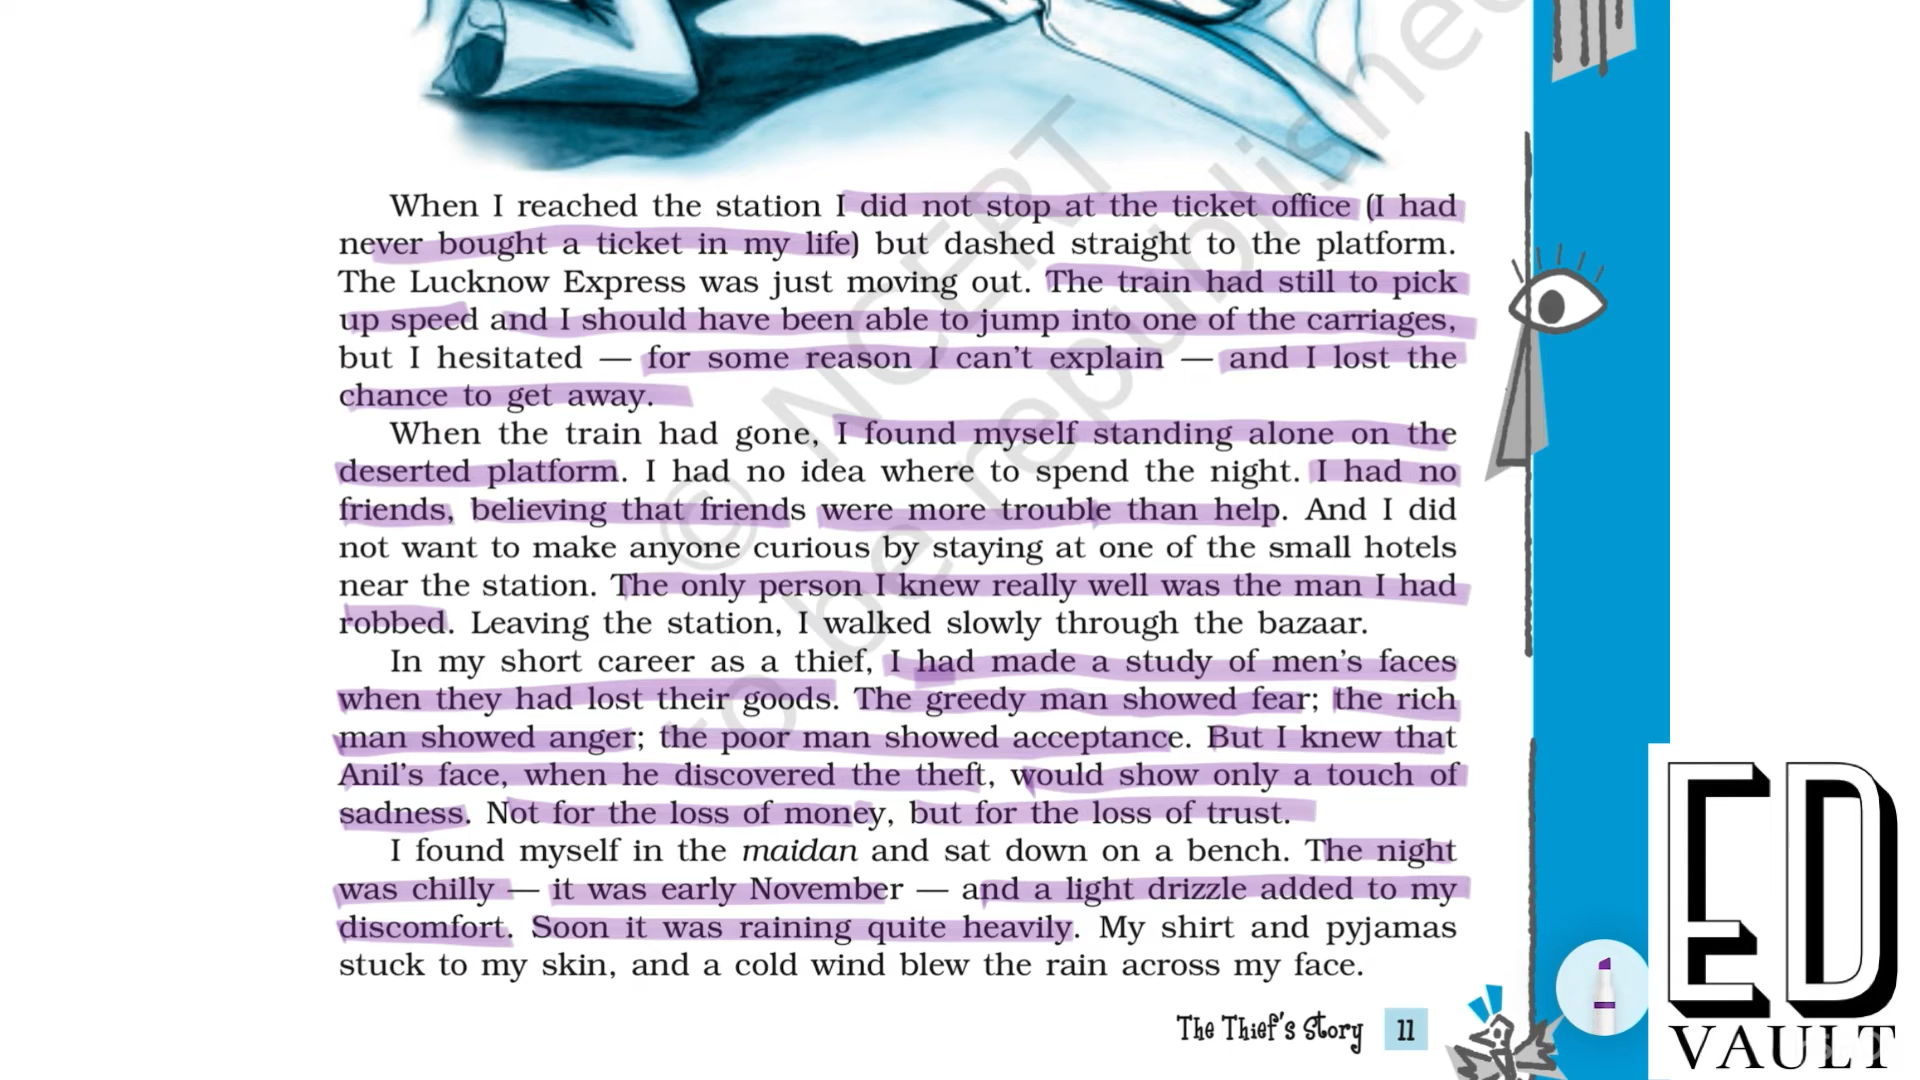 When I reached the station I did not stop at the ticket office (I had
never bought a ticket in my life) but dashed straight to the platform.
The Lucknow Express was just moving out. The train had still to pick
up speed and I should have been able to jump into one of the carriages,
but I hesitated — for some reason I can't explain — and I lost the
chance to get away.
When the train had gone, I found myself standing alone on the
deserted platform. I had no idea where to spend the night. I had no
friends, believing that friends were more trouble than help. And I did
not want to make anyone curious by staying at one of the small hotels
near the station. The only person I knew really well was the man I had
robbed. Leaving the station, I walked slowly through the bazaar.
In my short career as a thief, I had made a study of men's faces
when they had lost their goods. The greedy man showed fear; the rich
man showed anger; the poor man showed acceptance. But I knew that
Anil's face, when he discovered the theft, would show only a touch of
sadness. Not for the loss of money, but for the loss of trust.
I found myself in the maidan and sat down on a bench. The night
was chilly — it was early November — and a light drizzle added to my
discomfort. Soon it was raining quite heavily. My shirt and pyjamas
stuck to my skin, and a cold wind blew the rain across my face.
The Thief's Story 11
© NCERT
to be republished
ED
VAULT